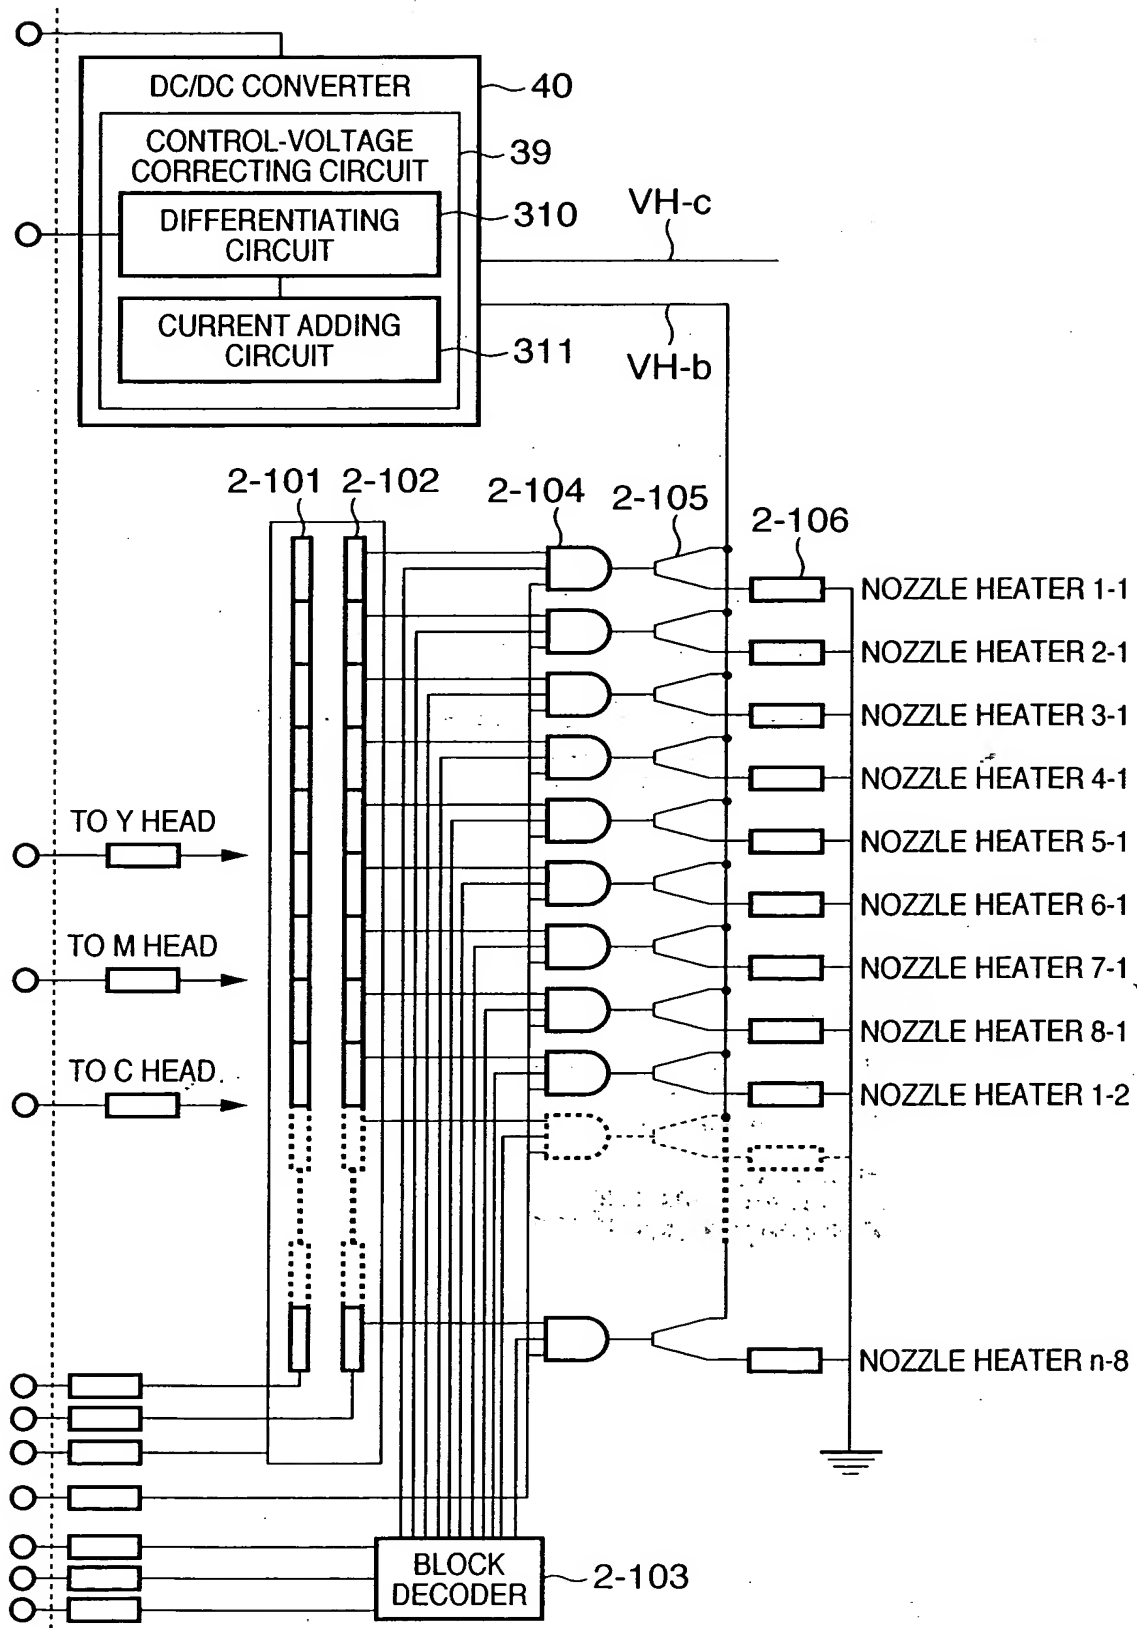 DC/DC CONVERTER
40
CONTROL-VOLTAGE
CORRECTING CIRCUIT
39
DIFFERENTIATING
CIRCUIT
310
CURRENT ADDING
CIRCUIT
311
VH-c
VH-b
2-101
2-102
2-104
2-105
2-106
NOZZLE HEATER 1-1
NOZZLE HEATER 2-1
NOZZLE HEATER 3-1
NOZZLE HEATER 4-1
TO Y HEAD
NOZZLE HEATER 5-1
NOZZLE HEATER 6-1
TO M HEAD
NOZZLE HEATER 7-1
NOZZLE HEATER 8-1
TO C HEAD
NOZZLE HEATER 1-2
NOZZLE HEATER n-8
BLOCK
DECODER
2-103